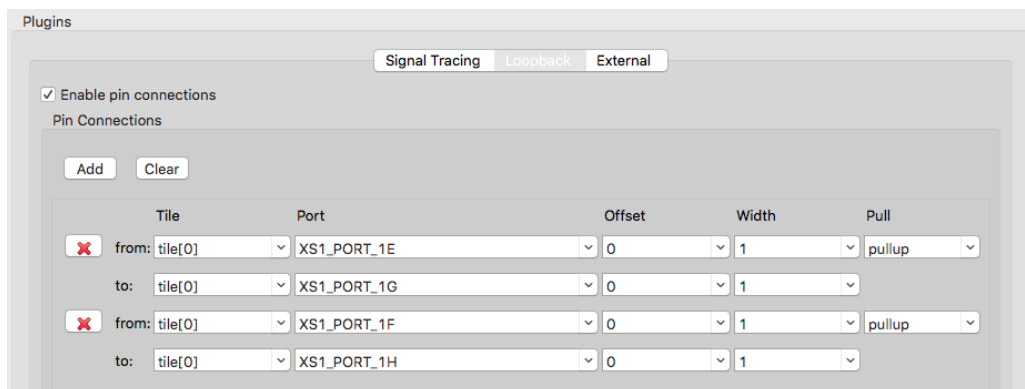 Plugins
Signal Tracing Loopback External
Enable pin connections
Pin Connections
Add Clear
Tile Port Offset Width Pull
from: tile[0] XS1_PORT_1E 0 1 pullup
to: tile[0] XS1_PORT_1G 0 1
from: tile[0] XS1_PORT_1F 0 1 pullup
to: tile[0] XS1_PORT_1H 0 1